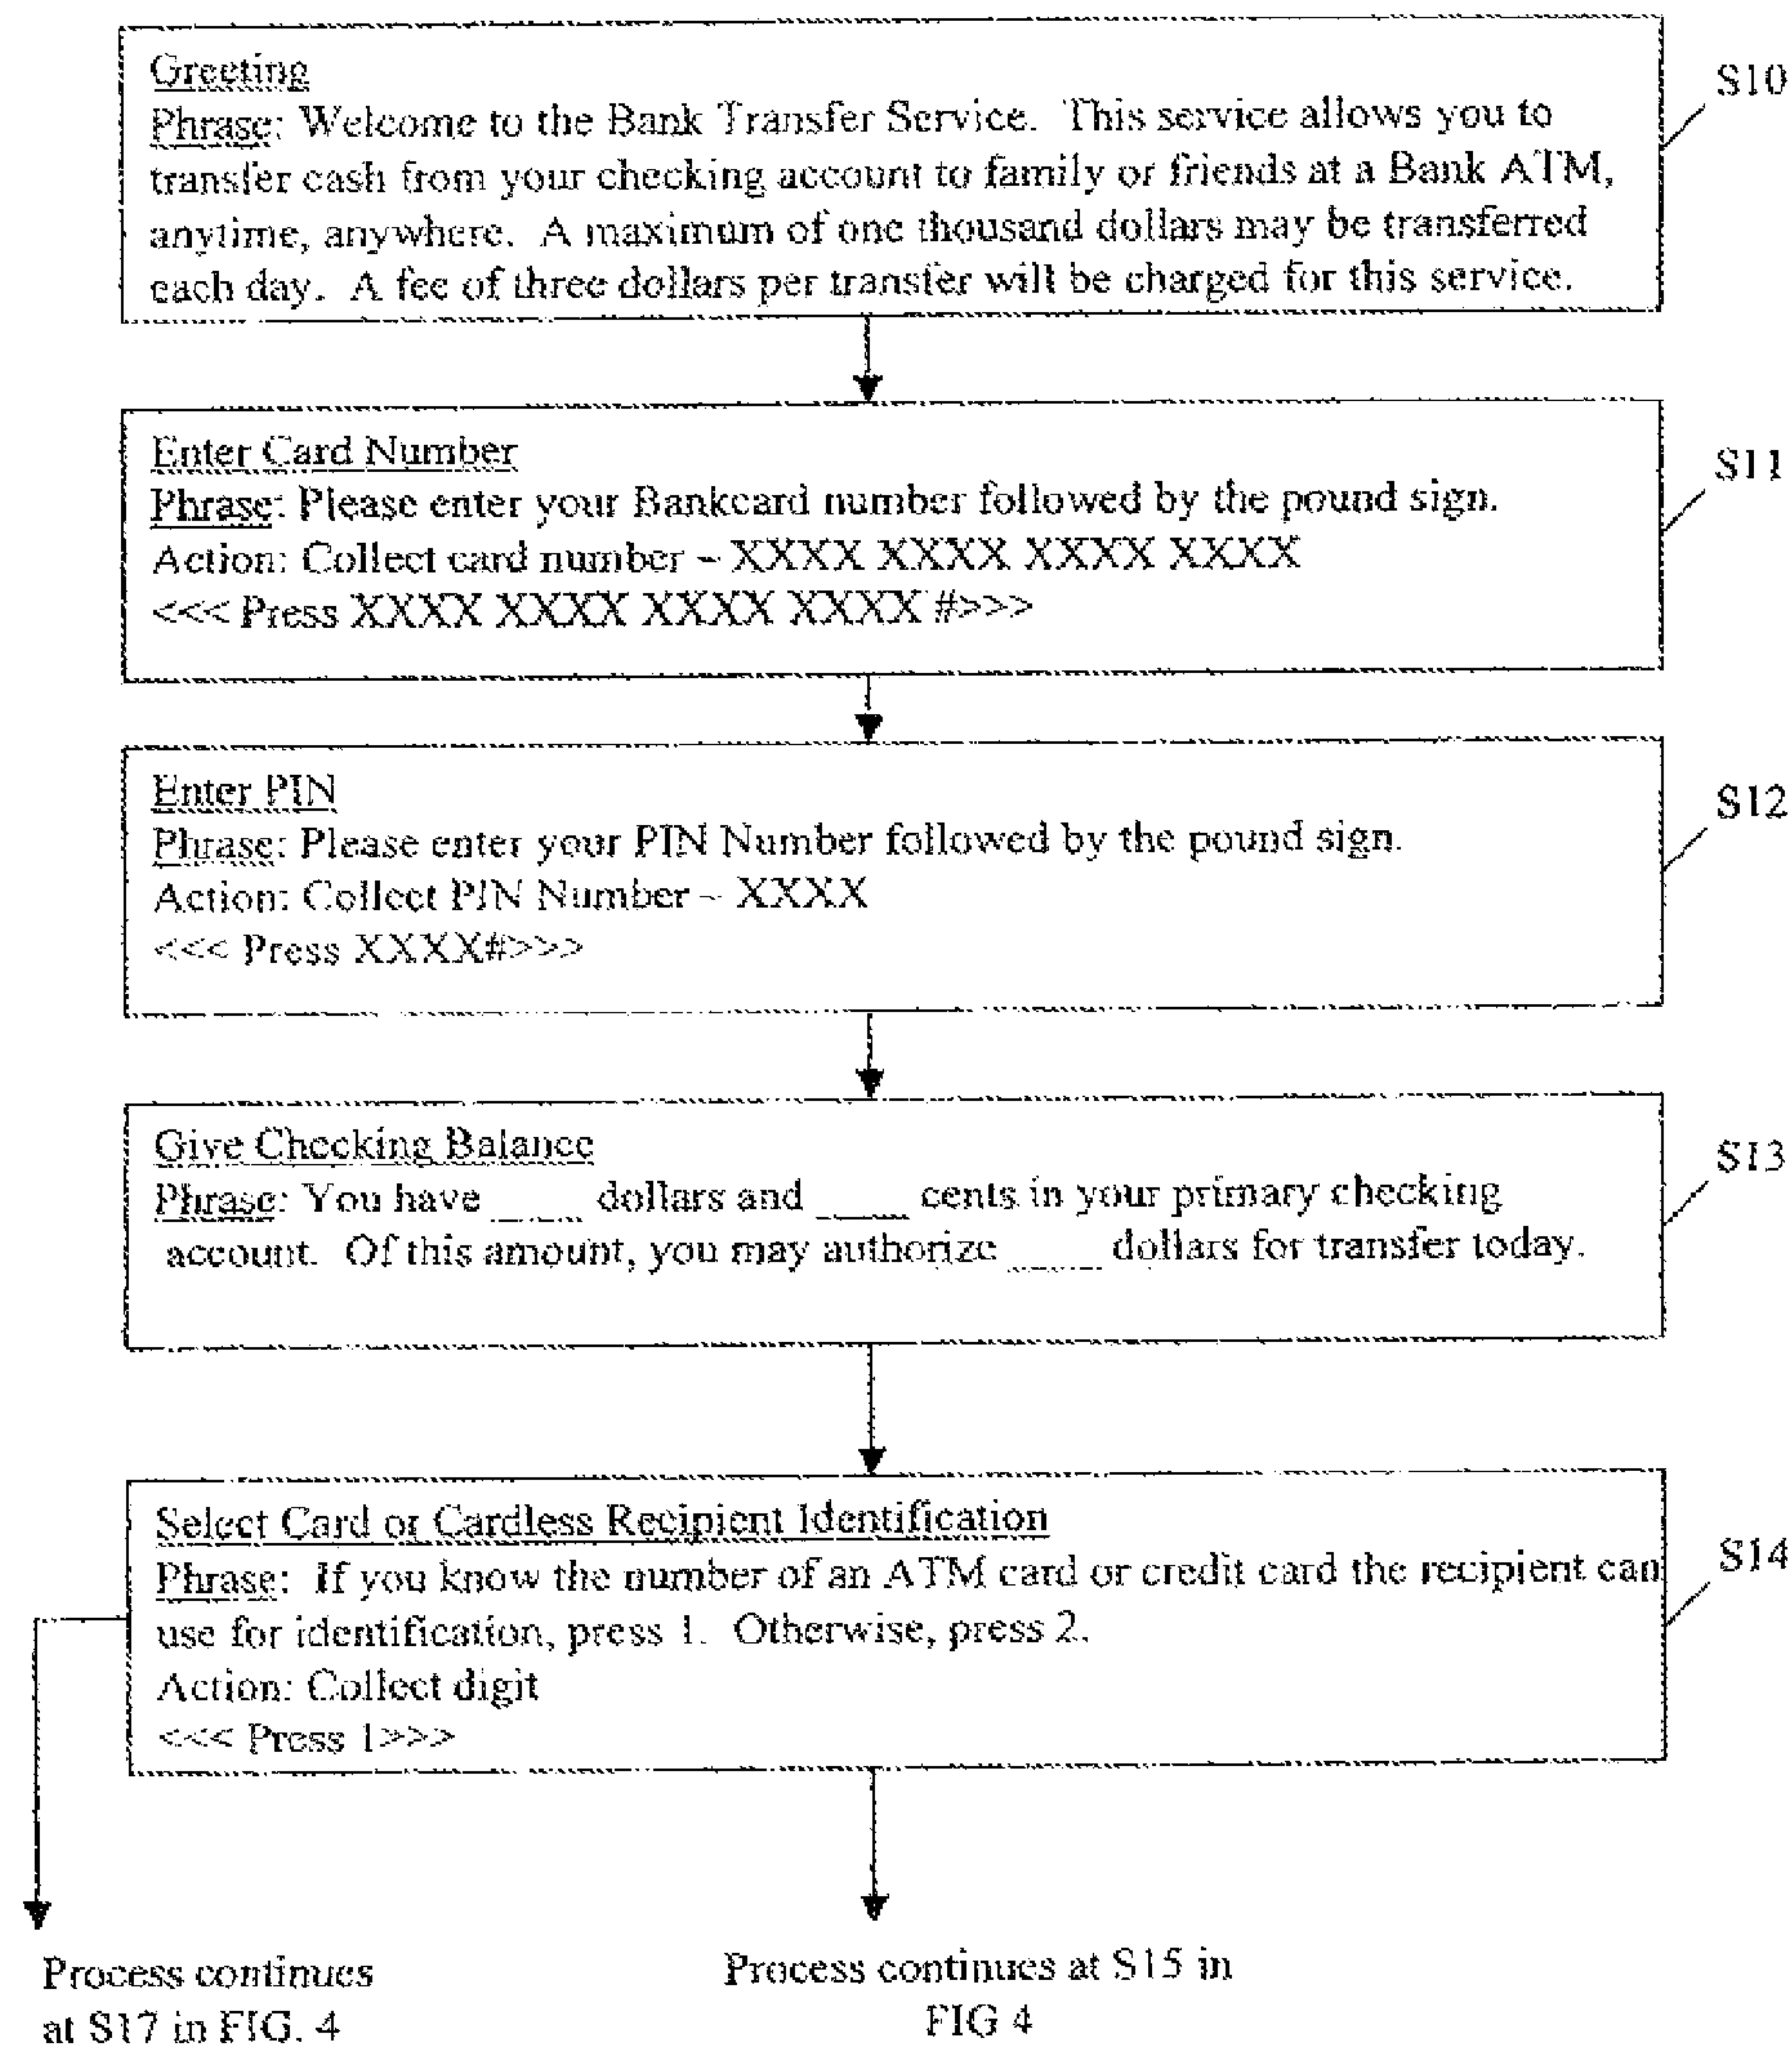 Greeting
Phrase: Welcome to the Bank Transfer Service. This service allows you to
transfer cash from your checking account to family or friends at a Bank ATM,
anytime, anywhere. A maximum of one thousand dollars may be transferred
each day. A fee of three dollars per transfer will be charged for this service.
S10
Enter Card Number
Phrase: Please enter your Bankcard number followed by the pound sign.
Action: Collect card number – XXXX XXXX XXXX XXXX
<<< Press XXXX XXXX XXXX XXXX #>>>
S11
Enter PIN
Phrase: Please enter your PIN Number followed by the pound sign.
Action: Collect PIN Number – XXXX
<<< Press XXXX#>>>
S12
Give Checking Balance
Phrase: You have ____ dollars and ____ cents in your primary checking
account. Of this amount, you may authorize ____ dollars for transfer today.
S13
Select Card or Cardless Recipient Identification
Phrase: If you know the number of an ATM card or credit card the recipient can
use for identification, press 1. Otherwise, press 2.
Action: Collect digit
<<< Press 1>>>
S14
Process continues
at S17 in FIG. 4
Process continues at S15 in
FIG 4